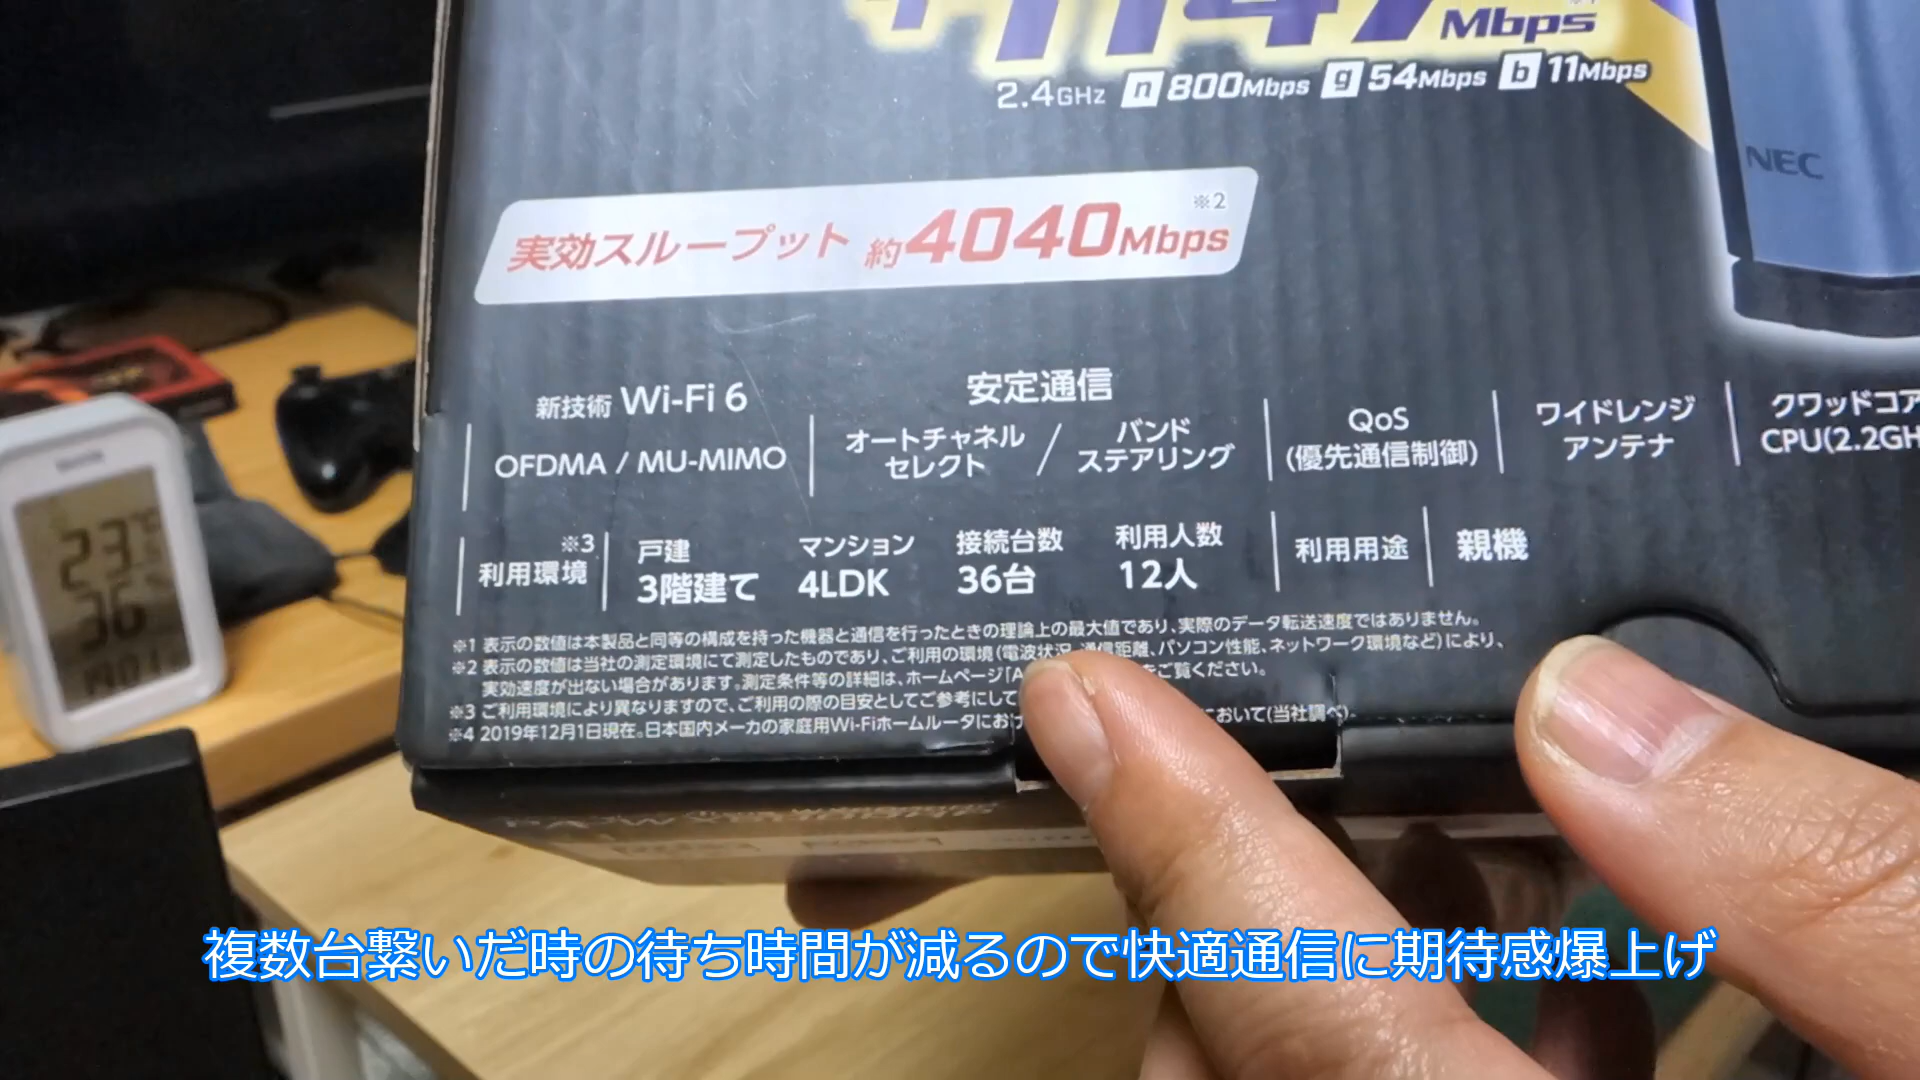 +1147Mbps
2.4GHz n 800Mbps g 54Mbps b 11Mbps
NEC
実効スループット 約4040Mbps ※2
新技術 Wi-Fi 6
OFDMA / MU-MIMO
安定通信
オートチャネル
セレクト
/ バンド
ステアリング
QoS
(優先通信制御)
ワイドレンジ
アンテナ
クワッドコア
CPU(2.2GH
利用環境 ※3
戸建
3階建て
マンション
4LDK
接続台数
36台
利用人数
12人
利用用途
親機
※1 表示の数値は本製品と同等の構成を持った機器と通信を行ったときの理論上の最大値であり、実際のデータ転送速度ではありません。
※2 表示の数値は当社の測定環境にて測定したものであり、ご利用の環境(電波状況、通信距離、パソコン性能、ネットワーク環境など)により、
実効速度が出ない場合があります。測定条件等の詳細は、ホームページ「A をご覧ください。
※3 ご利用環境により異なりますので、ご利用の際の目安としてご参考にして
※4 2019年12月1日現在。日本国内メーカの家庭用Wi-Fiホームルータにお において(当社調べ)
23℃
36
複数台繋いだ時の待ち時間が減るので快適通信に期待感爆上げ